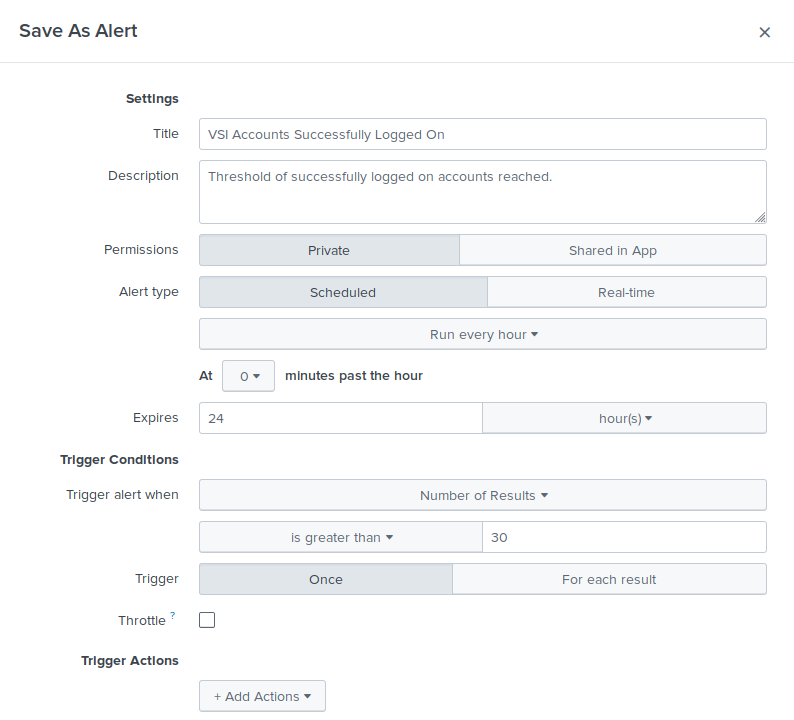 Save As Alert ×
Settings
Title VSI Accounts Successfully Logged On
Description Threshold of successfully logged on accounts reached.
Permissions Private Shared in App
Alert type Scheduled Real-time
Run every hour ▾
At 0 ▾ minutes past the hour
Expires 24 hour(s) ▾
Trigger Conditions
Trigger alert when Number of Results ▾
is greater than ▾ 30
Trigger Once For each result
Throttle ?
Trigger Actions
+ Add Actions ▾